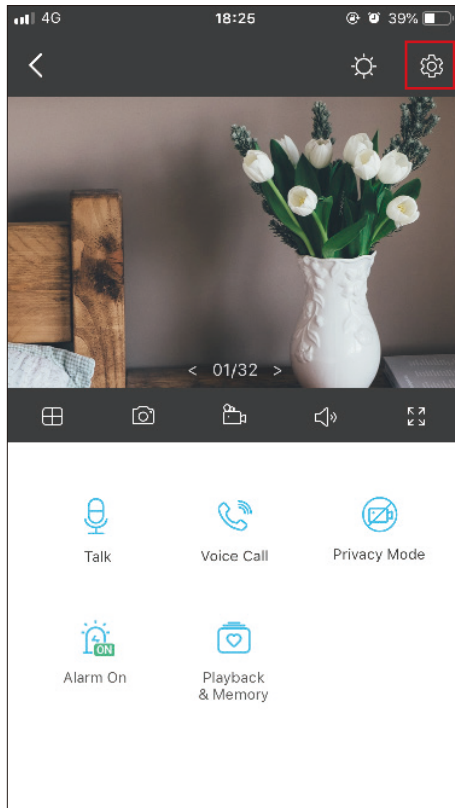 4G
18:25
39%
< 01/32 >
Talk
Voice Call
Privacy Mode
ON
Alarm On
Playback
& Memory